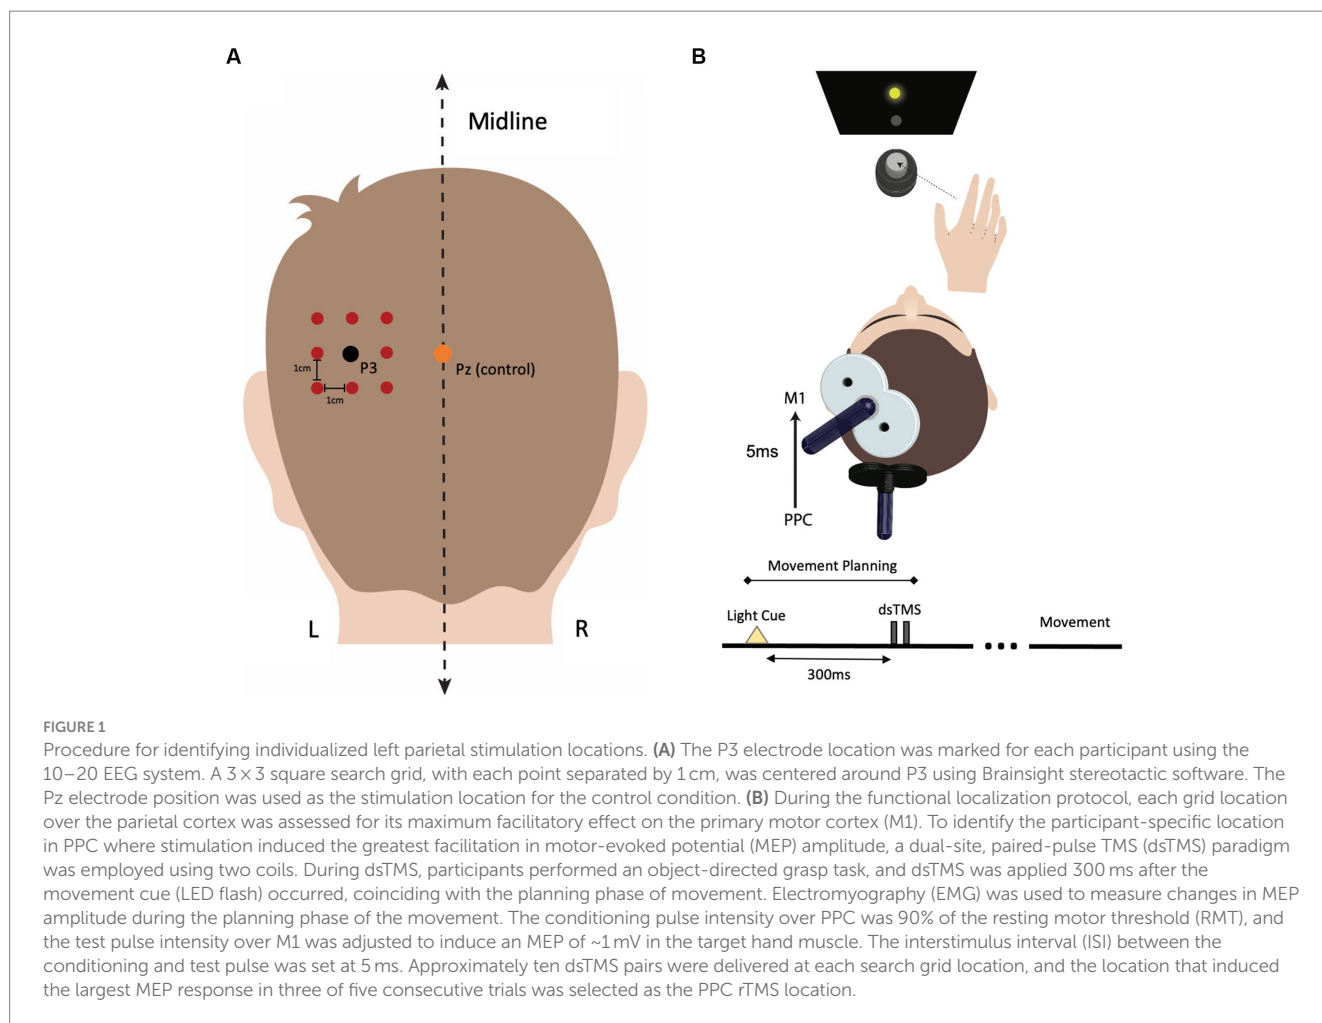 A
Midline
P3
1cm
1cm
Pz (control)
L
R
B
M1
5ms
PPC
Movement Planning
Light Cue
dsTMS
Movement
300ms
FIGURE 1
Procedure for identifying individualized left parietal stimulation locations. (A) The P3 electrode location was marked for each participant using the
10–20 EEG system. A 3 × 3 square search grid, with each point separated by 1 cm, was centered around P3 using Brainsight stereotactic software. The
Pz electrode position was used as the stimulation location for the control condition. (B) During the functional localization protocol, each grid location
over the parietal cortex was assessed for its maximum facilitatory effect on the primary motor cortex (M1). To identify the participant-specific location
in PPC where stimulation induced the greatest facilitation in motor-evoked potential (MEP) amplitude, a dual-site, paired-pulse TMS (dsTMS) paradigm
was employed using two coils. During dsTMS, participants performed an object-directed grasp task, and dsTMS was applied 300 ms after the
movement cue (LED flash) occurred, coinciding with the planning phase of movement. Electromyography (EMG) was used to measure changes in MEP
amplitude during the planning phase of the movement. The conditioning pulse intensity over PPC was 90% of the resting motor threshold (RMT), and
the test pulse intensity over M1 was adjusted to induce an MEP of ~1 mV in the target hand muscle. The interstimulus interval (ISI) between the
conditioning and test pulse was set at 5 ms. Approximately ten dsTMS pairs were delivered at each search grid location, and the location that induced
the largest MEP response in three of five consecutive trials was selected as the PPC rTMS location.